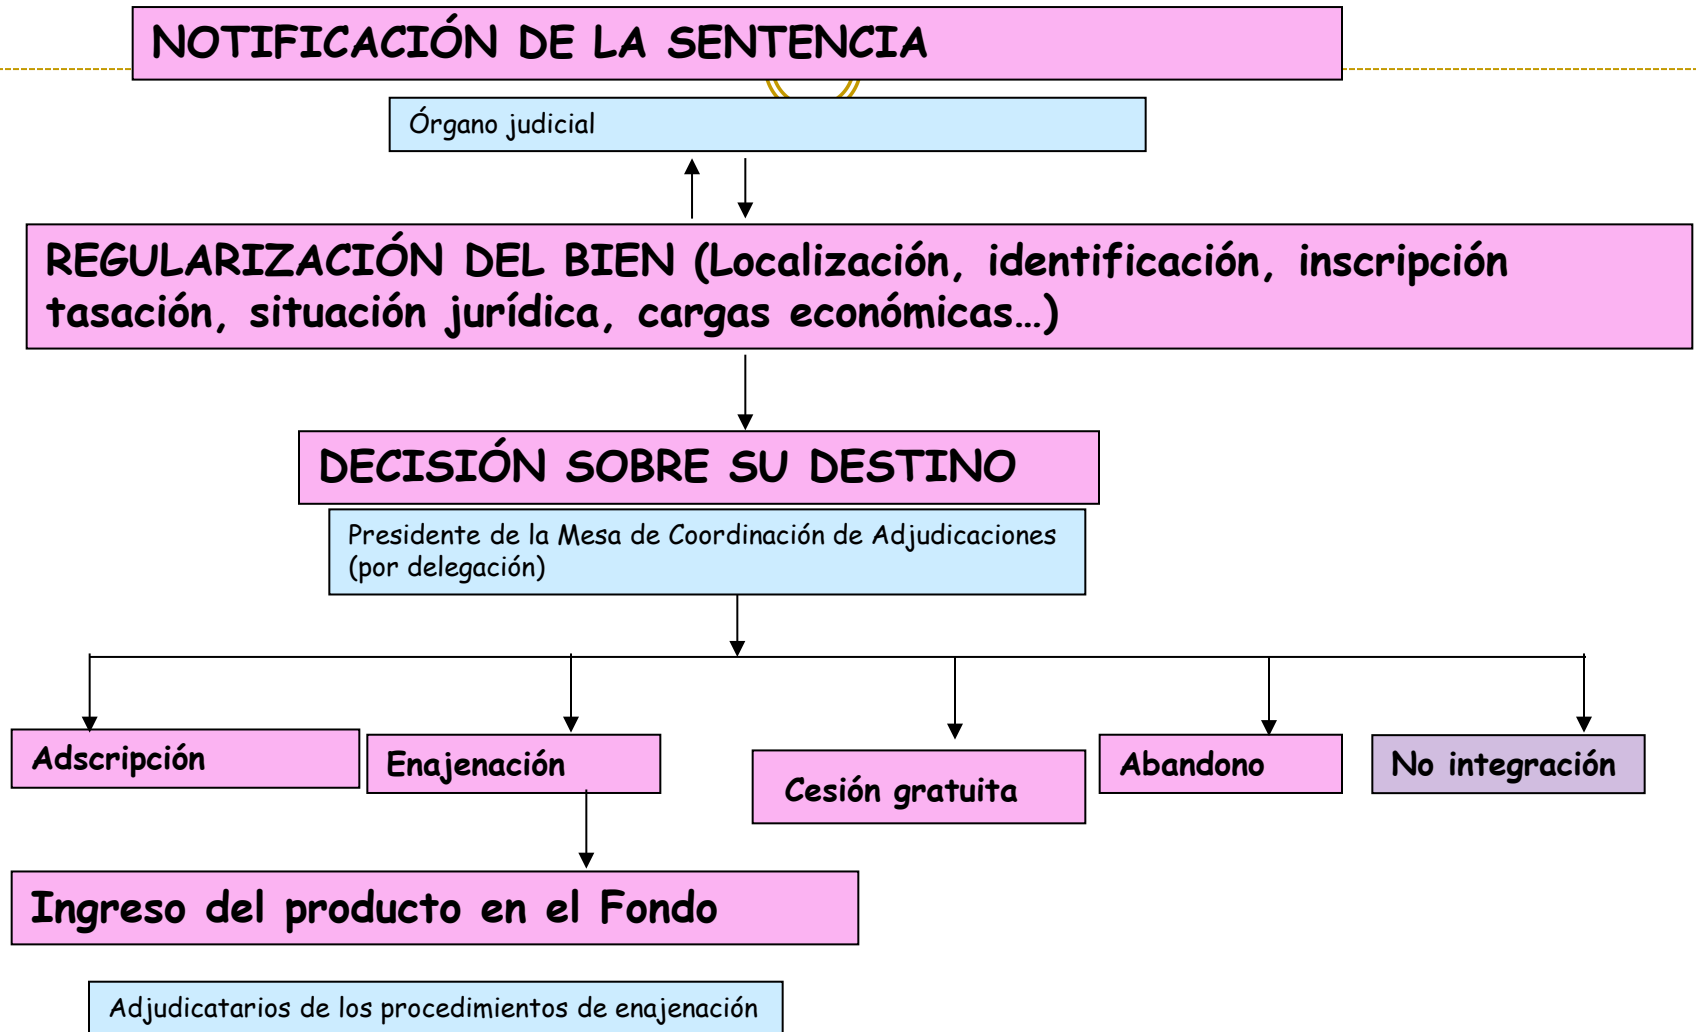 NOTIFICACIÓN DE LA SENTENCIA
Órgano judicial
REGULARIZACIÓN DEL BIEN (Localización, identificación, inscripción
tasación, situación jurídica, cargas económicas…)
DECISIÓN SOBRE SU DESTINO
Presidente de la Mesa de Coordinación de Adjudicaciones
(por delegación)
Adscripción
Enajenación
Cesión gratuita
Abandono
No integración
Ingreso del producto en el Fondo
Adjudicatarios de los procedimientos de enajenación